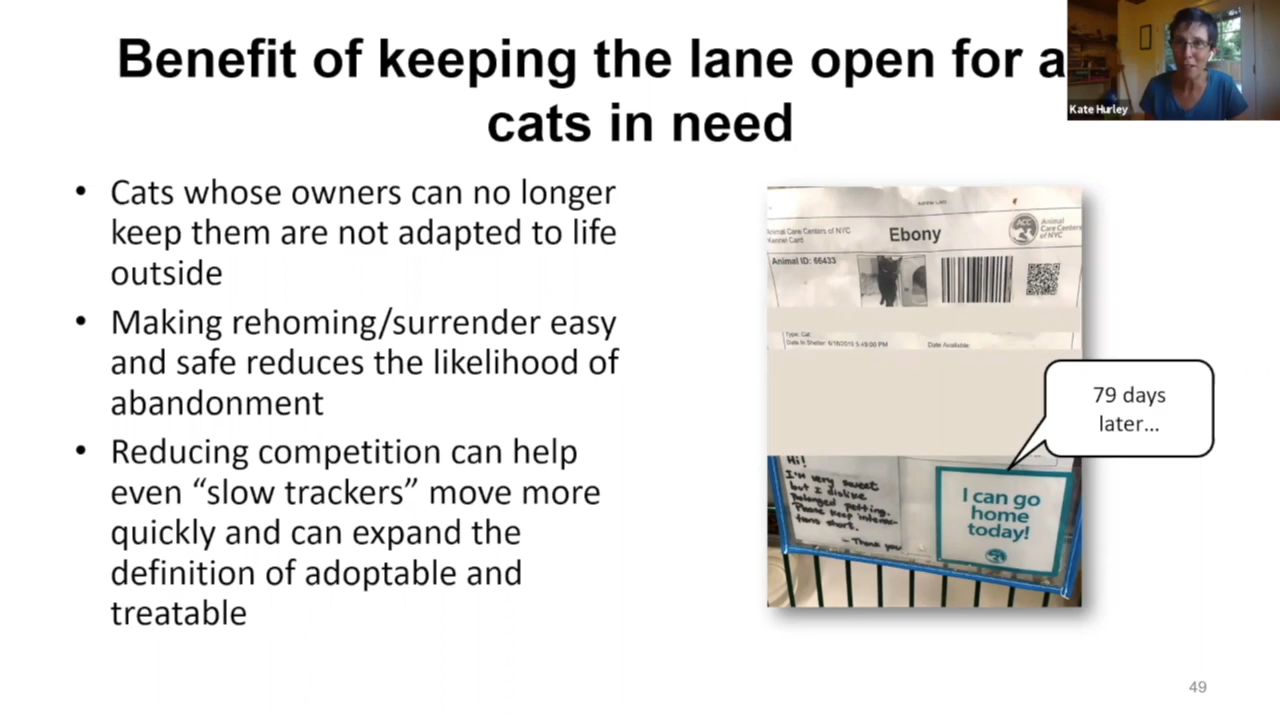 Benefit of keeping the lane open for a
cats in need
Kate Hurley
• Cats whose owners can no longer
keep them are not adapted to life
outside
• Making rehoming/surrender easy
and safe reduces the likelihood of
abandonment
• Reducing competition can help
even “slow trackers” move more
quickly and can expand the
definition of adoptable and
treatable
Animal Care Centers of NYC
Kennel Card
Ebony
ACC
Animal
Care Centers
of NYC
Animal ID: 66433
Type: Cat
Date In Shelter: 6/18/2019 5:49:00 PM
Date Available:
79 days
later...
Hi!
I'm very sweet
but I dislike
Prolonged petting.
Please keep interac-
tions short.
- Thank you
I can go
home
today!
49